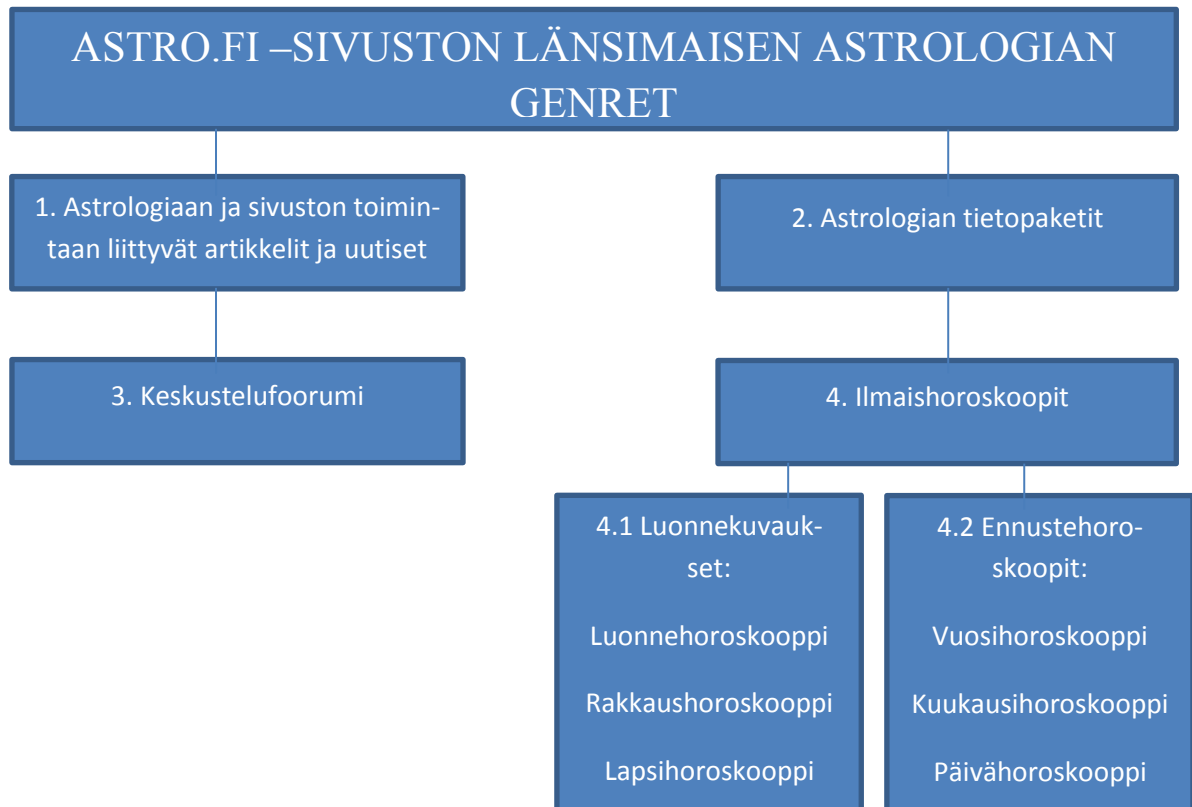 ASTRO.FI –SIVUSTON LÄNSIMAISEN ASTROLOGIAN
GENRET
1. Astrologiaan ja sivuston toimin-
taan liittyvät artikkelit ja uutiset
2. Astrologian tietopaketit
3. Keskustelufoorumi
4. Ilmaishoroskoopit
4.1 Luonnekuvauk-
set:
Luonnehoroskooppi
Rakkaushoroskooppi
Lapsihoroskooppi
4.2 Ennustehoro-
skoopit:
Vuosihoroskooppi
Kuukausihoroskooppi
Päivähoroskooppi